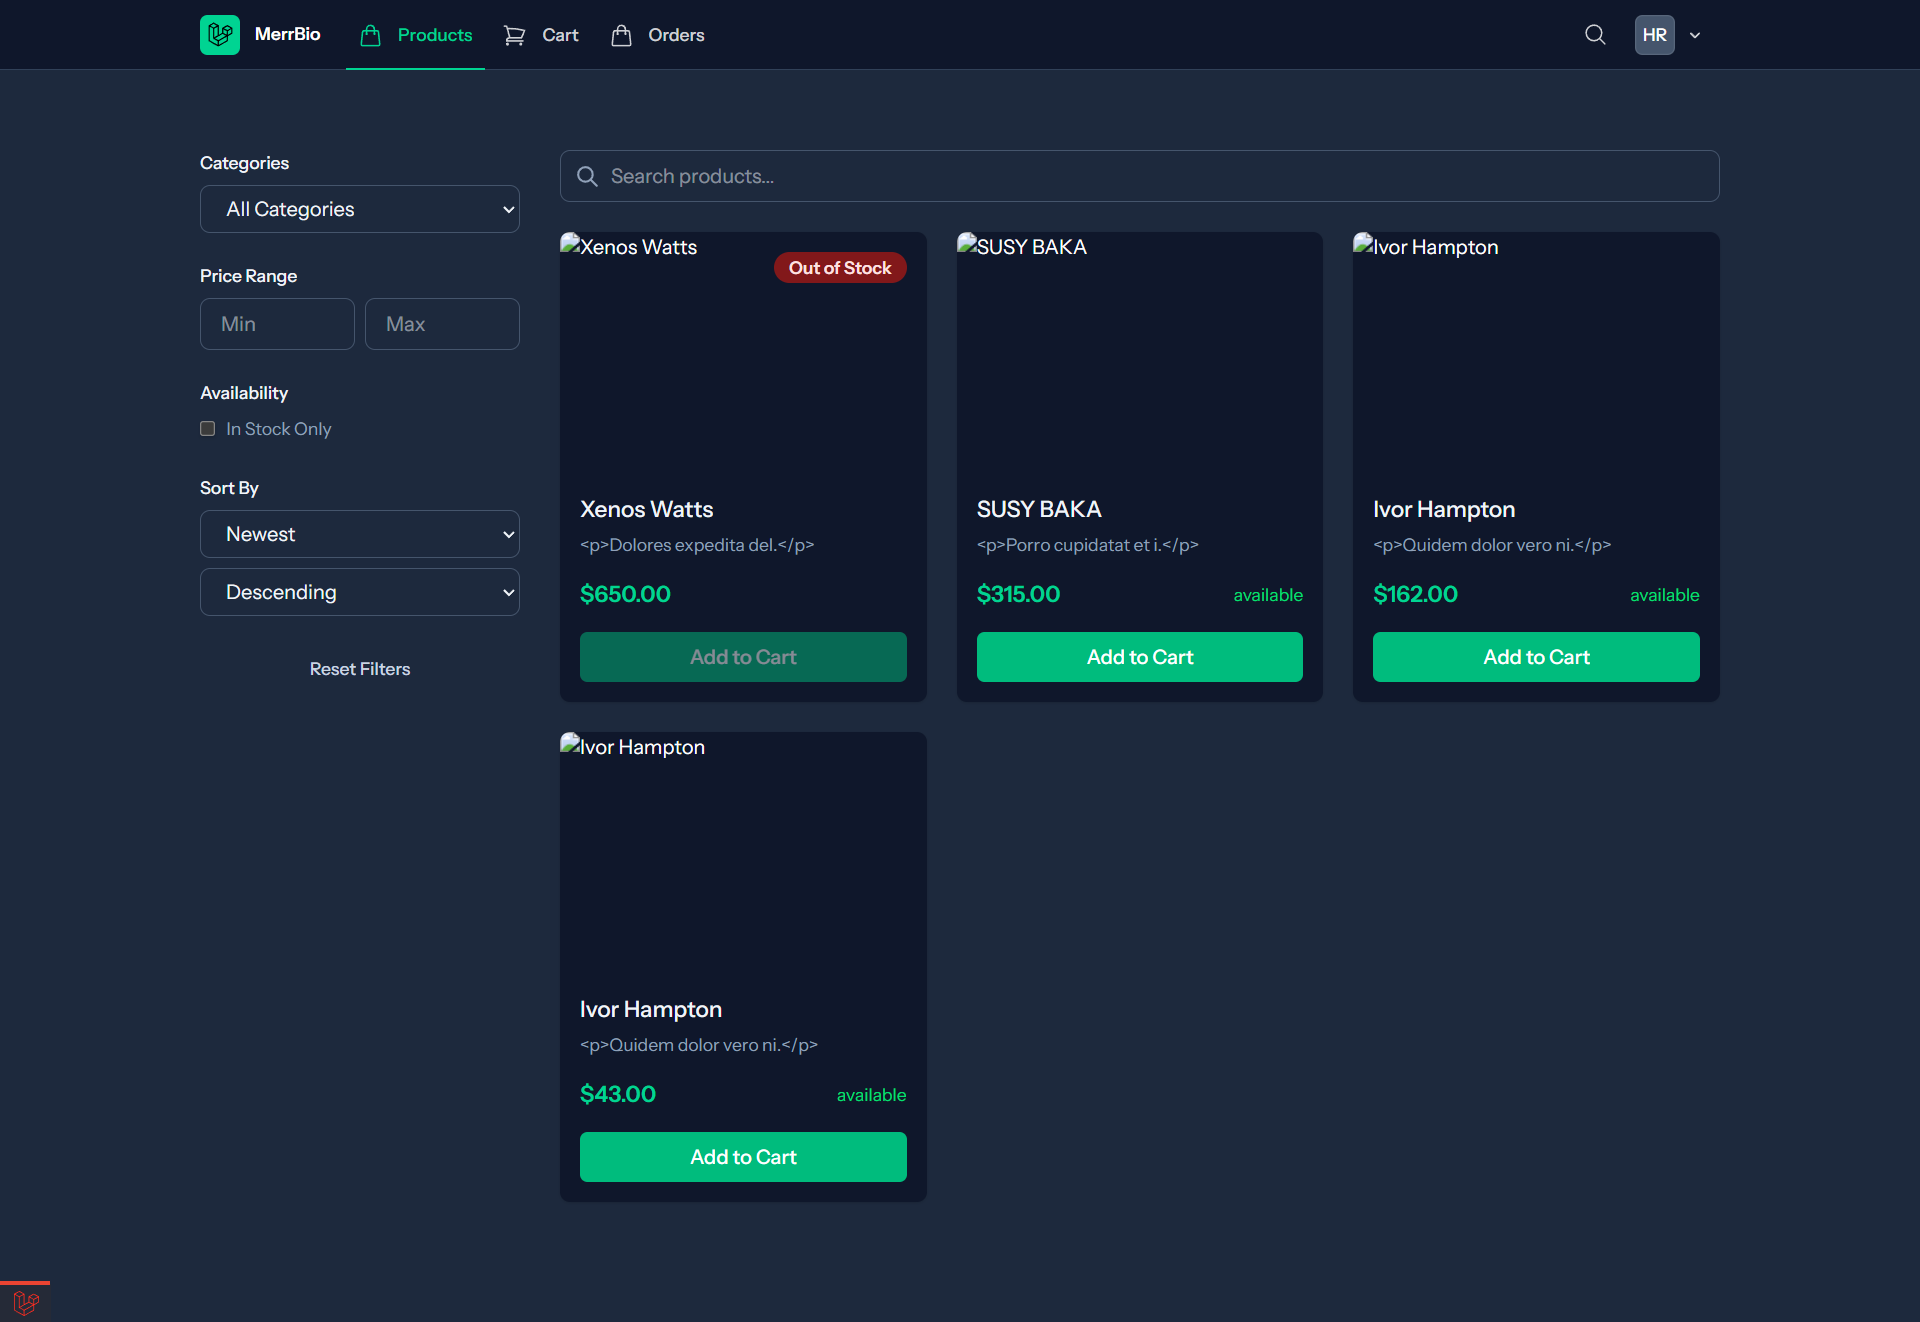 MerrBio
Products
Cart
Orders
HR
Categories
All Categories
Price Range
Min
Max
Availability
In Stock Only
Sort By
Newest
Descending
Reset Filters
Search products...
Xenos Watts
Out of Stock
Xenos Watts
<p>Dolores expedita del.</p>
$650.00
Add to Cart
SUSY BAKA
SUSY BAKA
<p>Porro cupidatat et i.</p>
$315.00
available
Add to Cart
Ivor Hampton
Ivor Hampton
<p>Quidem dolor vero ni.</p>
$162.00
available
Add to Cart
Ivor Hampton
Ivor Hampton
<p>Quidem dolor vero ni.</p>
$43.00
available
Add to Cart